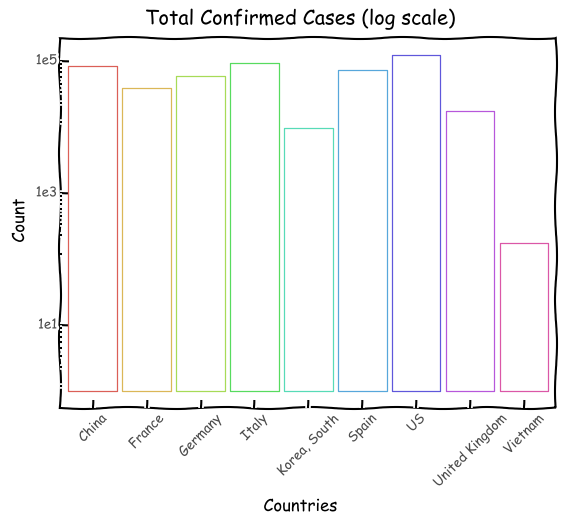 Total Confirmed Cases (log scale)
1e5
1e3
1e1
Count
China
France
Germany
Italy
Korea, South
Spain
US
United Kingdom
Vietnam
Countries